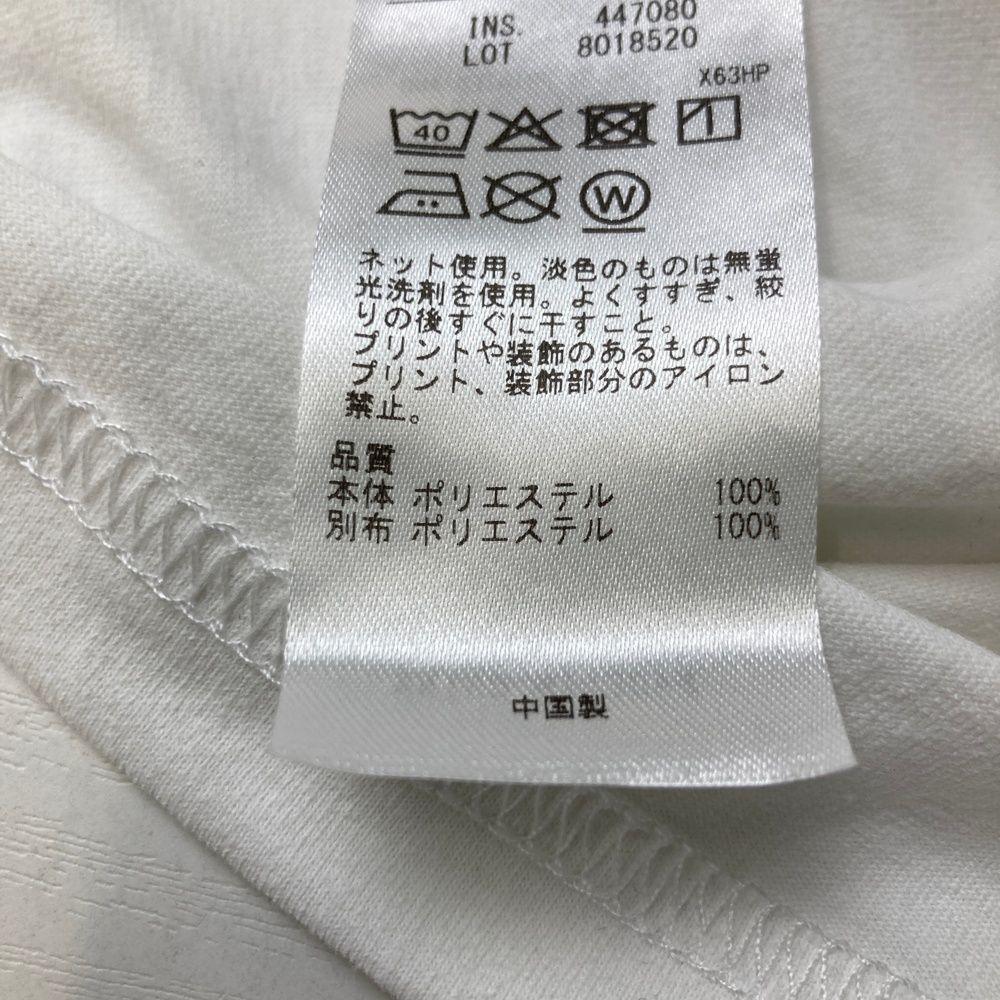 INS. 447080
LOT 8018520
X63HP
40
W
ネット使用。淡色のものは無蛍
光洗剤を使用。よくすすぎ、絞
りの後すぐに干すこと。
プリントや装飾のあるものは、
プリント、装飾部分のアイロン
禁止。
品質
本体 ポリエステル 100%
別布 ポリエステル 100%
中国製